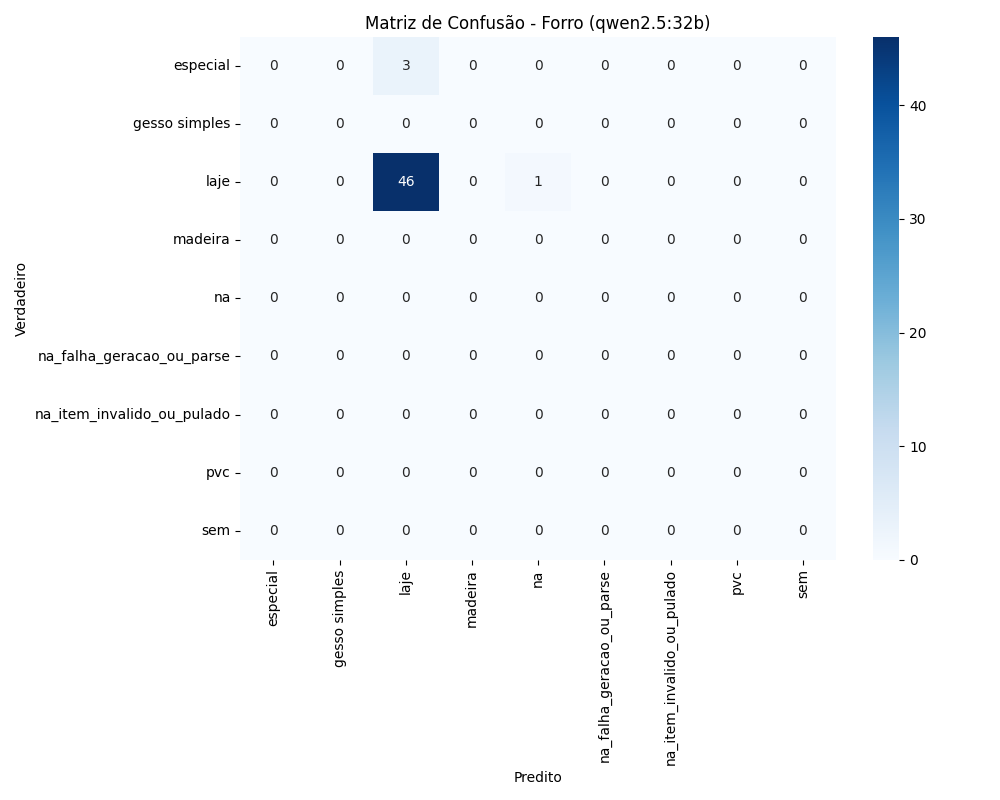 Matriz de Confusão - Forro (qwen2.5:32b)
especial 0 0 3 0 0 0 0 0 0
gesso simples 0 0 0 0 0 0 0 0 0
laje 0 0 46 0 1 0 0 0 0
madeira 0 0 0 0 0 0 0 0 0
na 0 0 0 0 0 0 0 0 0
na_falha_geracao_ou_parse 0 0 0 0 0 0 0 0 0
na_item_invalido_ou_pulado 0 0 0 0 0 0 0 0 0
pvc 0 0 0 0 0 0 0 0 0
sem 0 0 0 0 0 0 0 0 0
Verdadeiro
especial
gesso simples
laje
madeira
na
na_falha_geracao_ou_parse
na_item_invalido_ou_pulado
pvc
sem
Predito
40
30
20
10
0